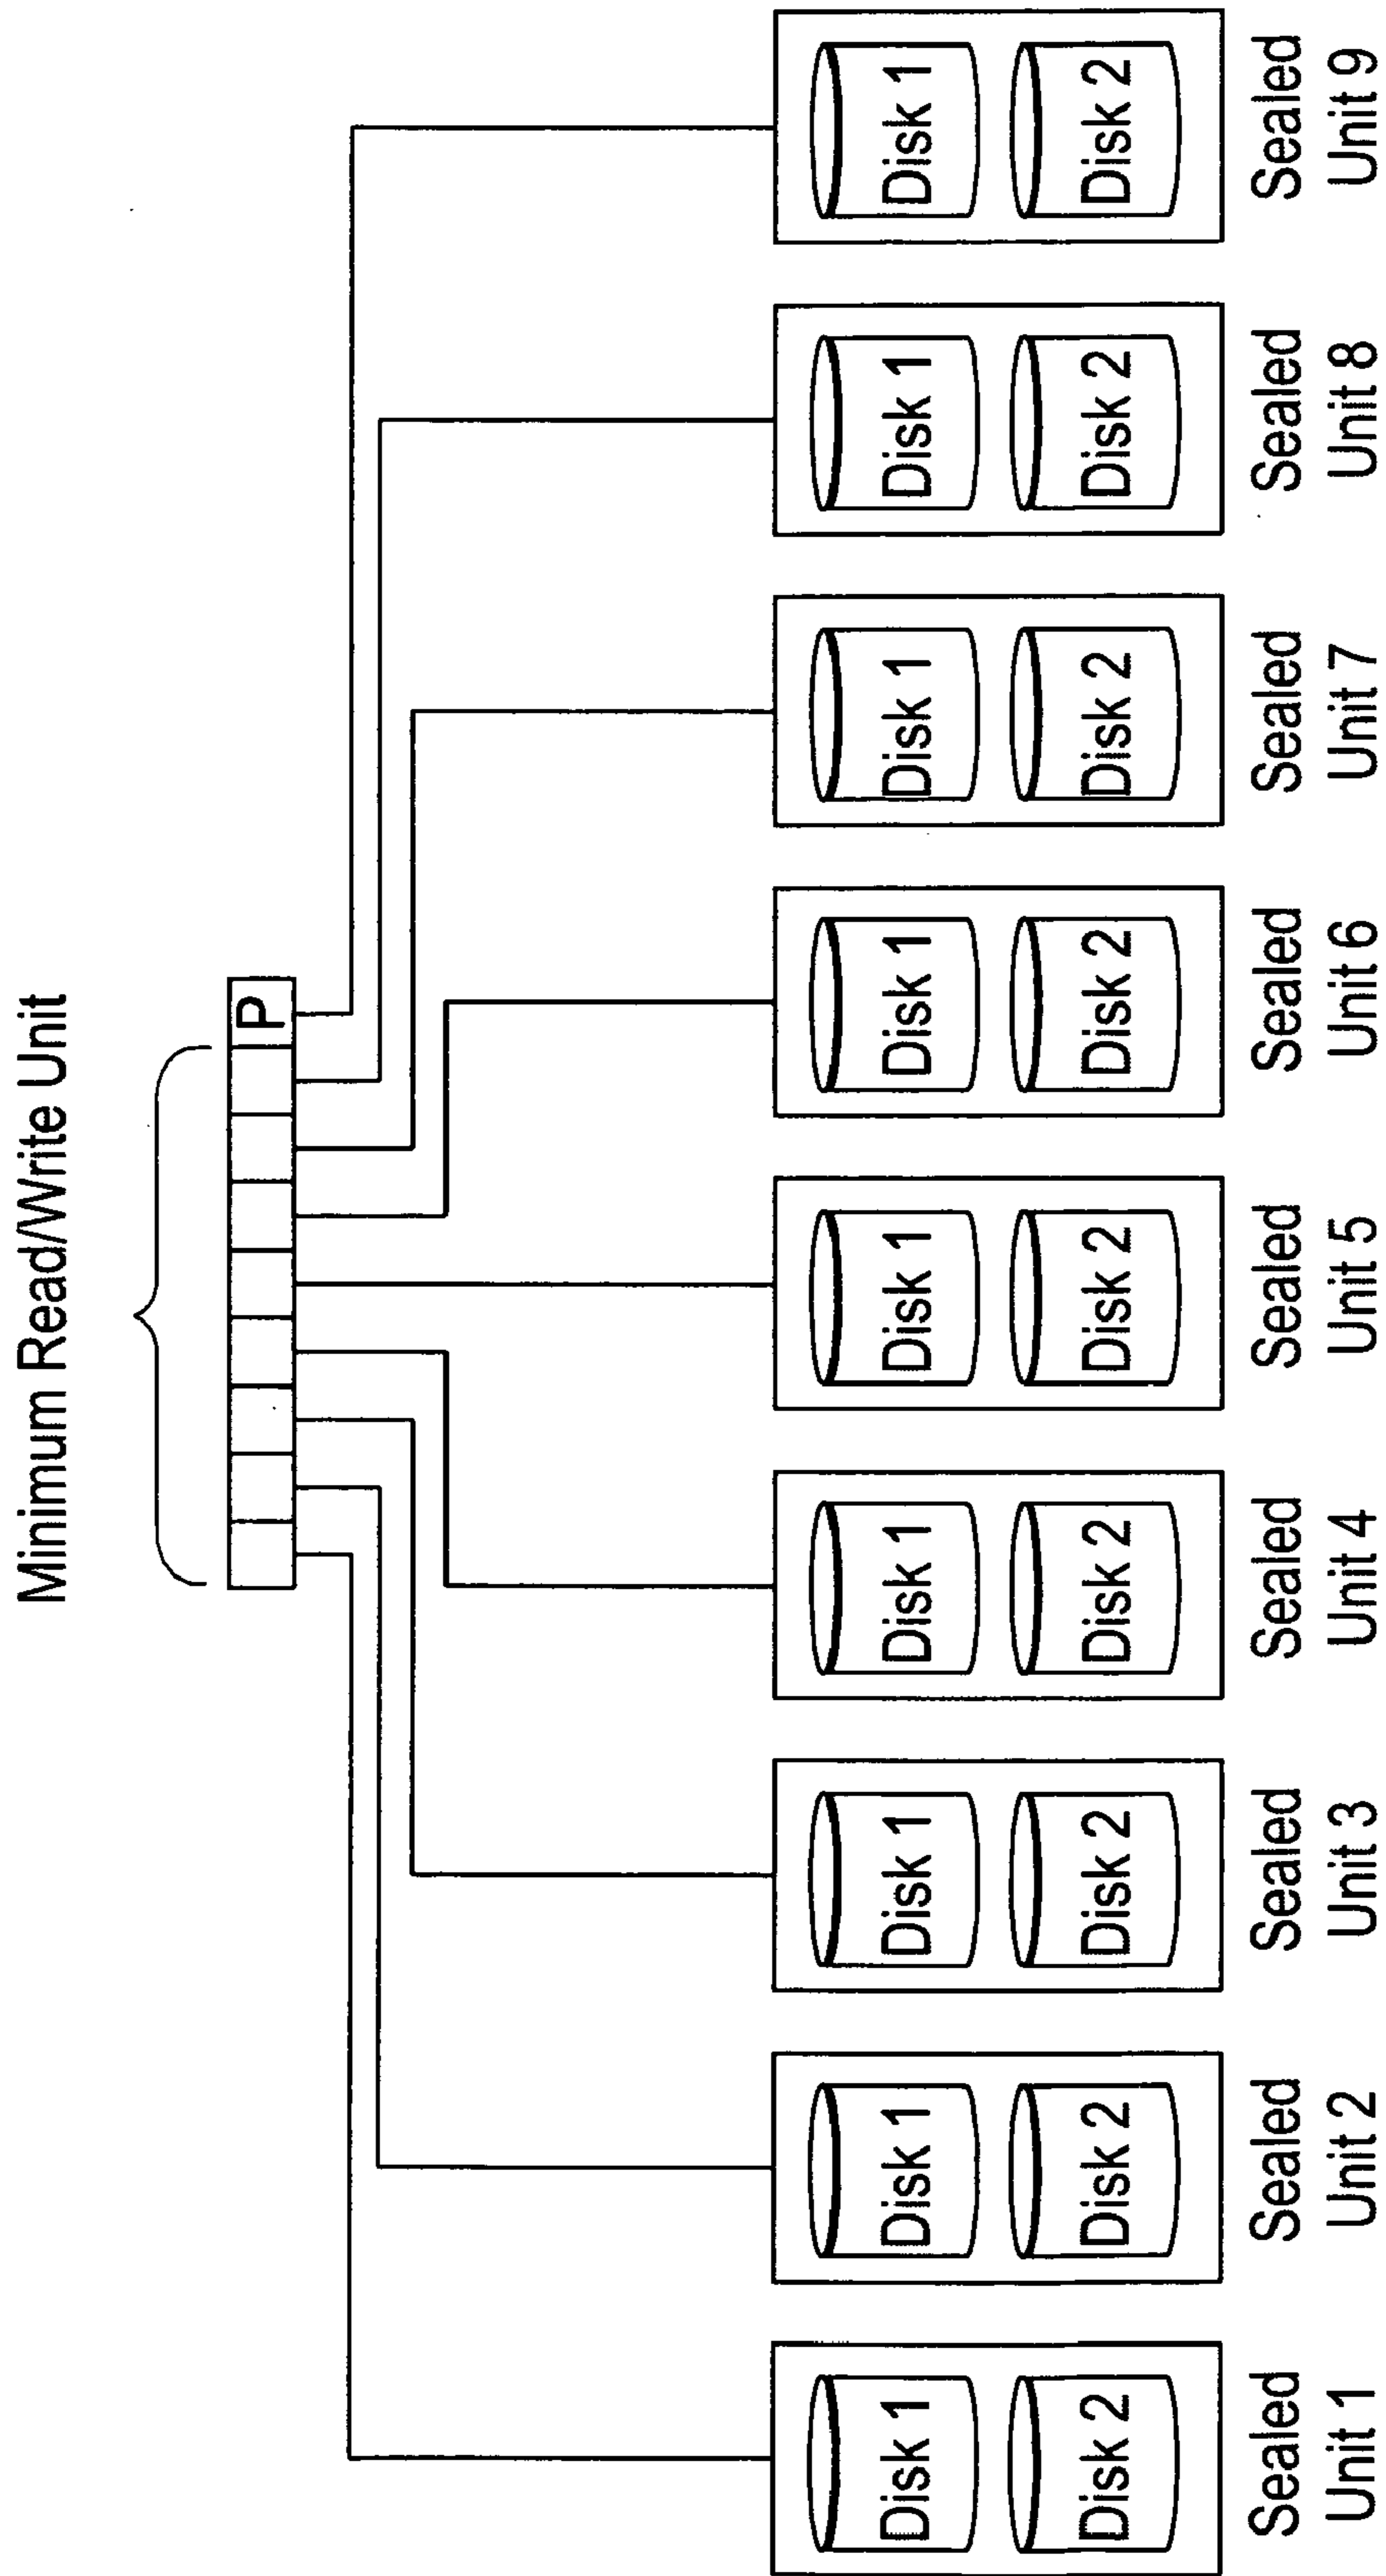 Minimum Read/Write Unit
P
Disk 1
Disk 2
Sealed
Unit 1
Disk 1
Disk 2
Sealed
Unit 2
Disk 1
Disk 2
Sealed
Unit 3
Disk 1
Disk 2
Sealed
Unit 4
Disk 1
Disk 2
Sealed
Unit 5
Disk 1
Disk 2
Sealed
Unit 6
Disk 1
Disk 2
Sealed
Unit 7
Disk 1
Disk 2
Sealed
Unit 8
Disk 1
Disk 2
Sealed
Unit 9